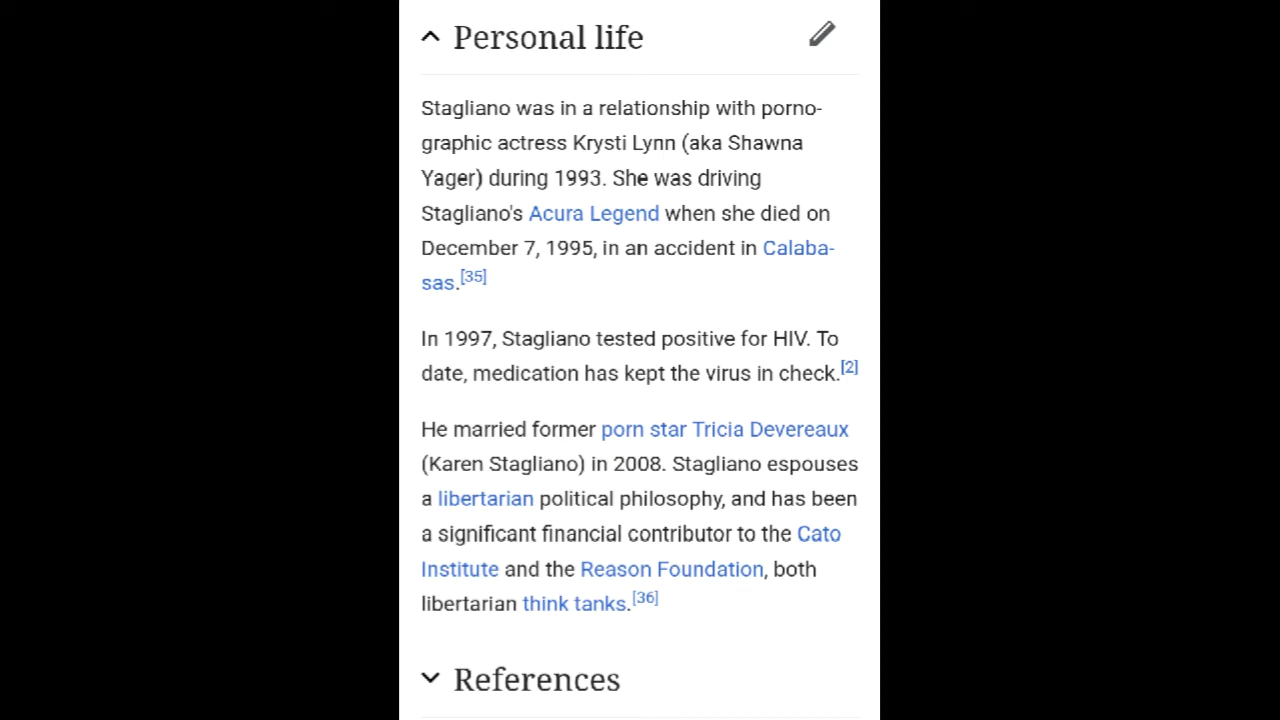 Personal life
Stagliano was in a relationship with porno-
graphic actress Krysti Lynn (aka Shawna
Yager) during 1993. She was driving
Stagliano's Acura Legend when she died on
December 7, 1995, in an accident in Calaba-
sas.[35]
In 1997, Stagliano tested positive for HIV. To
date, medication has kept the virus in check.[2]
He married former porn star Tricia Devereaux
(Karen Stagliano) in 2008. Stagliano espouses
a libertarian political philosophy, and has been
a significant financial contributor to the Cato
Institute and the Reason Foundation, both
libertarian think tanks.[36]
References